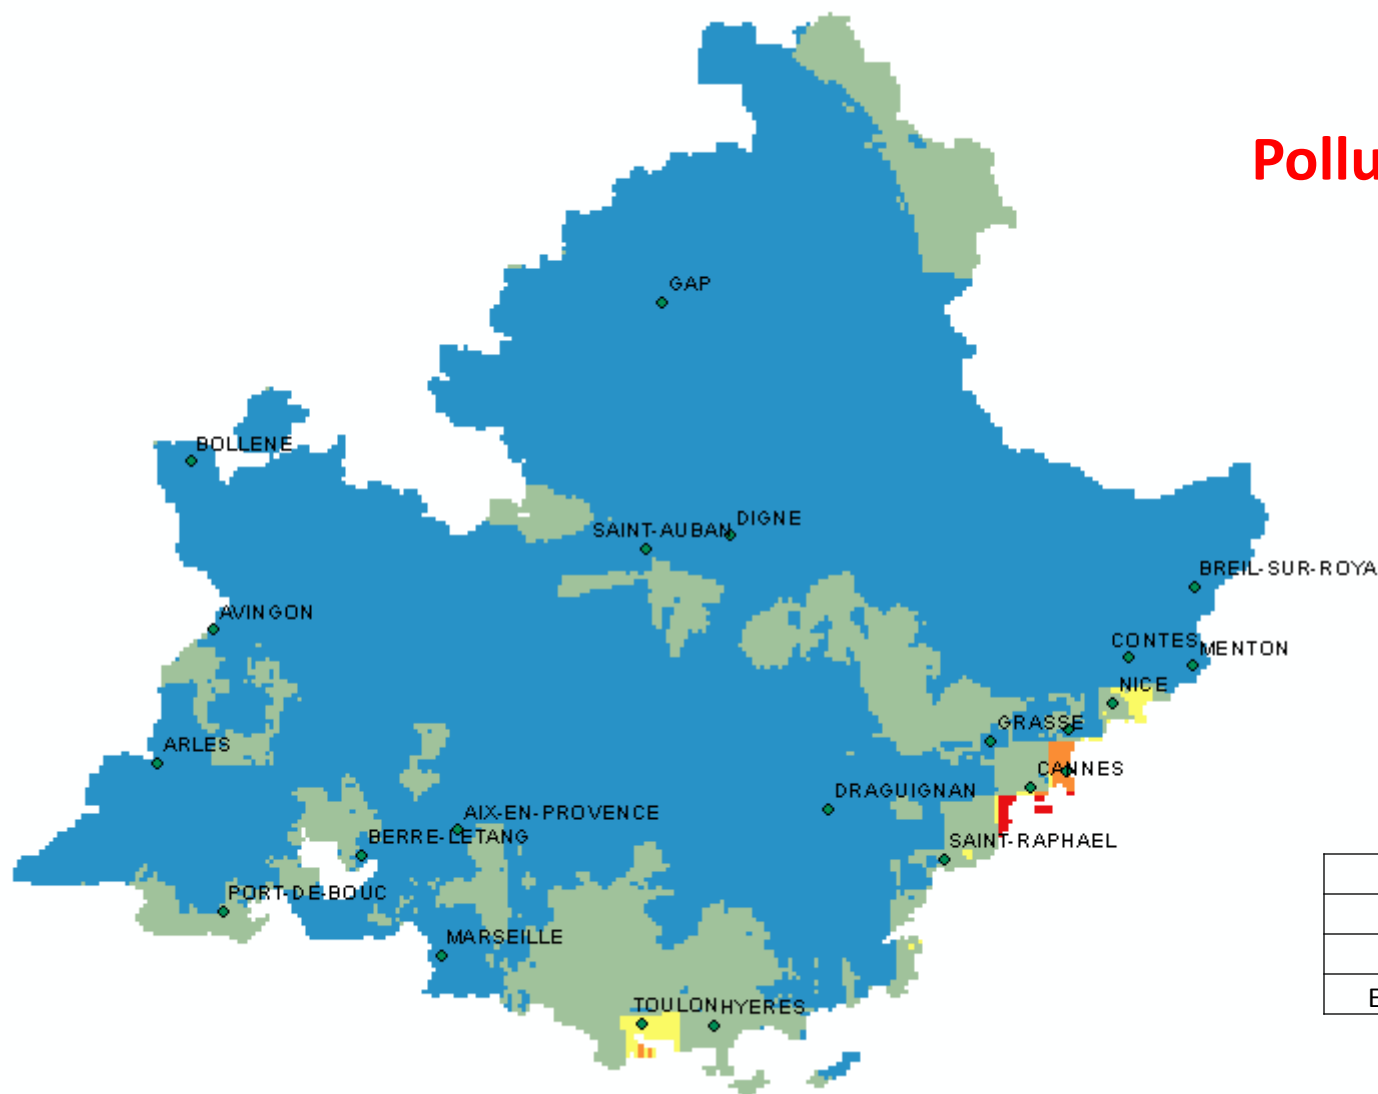 Pollu
GAP
BOLLENE
SAINT-AUBAN
DIGNE
BREIL-SUR-ROYA
AVINGON
CONTES
MENTON
NICE
GRASSE
ARLES
CANNES
DRAGUIGNAN
AIX-EN-PROVENCE
BERRE-LETANG
SAINT-RAPHAEL
PORT-DE-BOUC
MARSEILLE
TOULON
HYERES
E